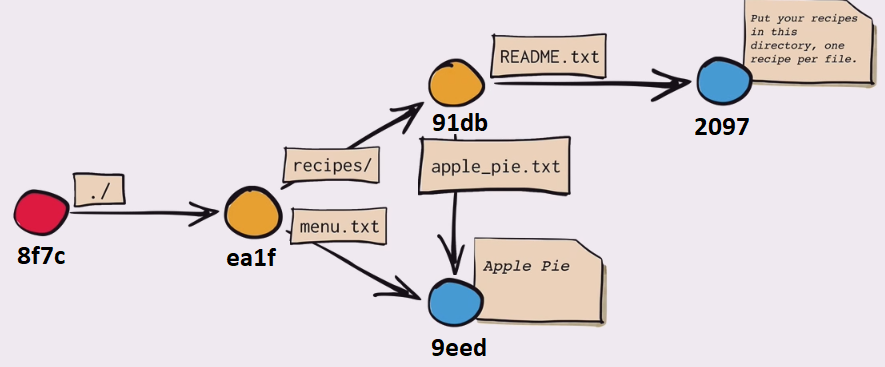 Put your recipes
in this
directory, one
recipe per file.
README.txt
91db
2097
recipes/
apple_pie.txt
./
menu.txt
8f7c
ea1f
Apple Pie
9eed